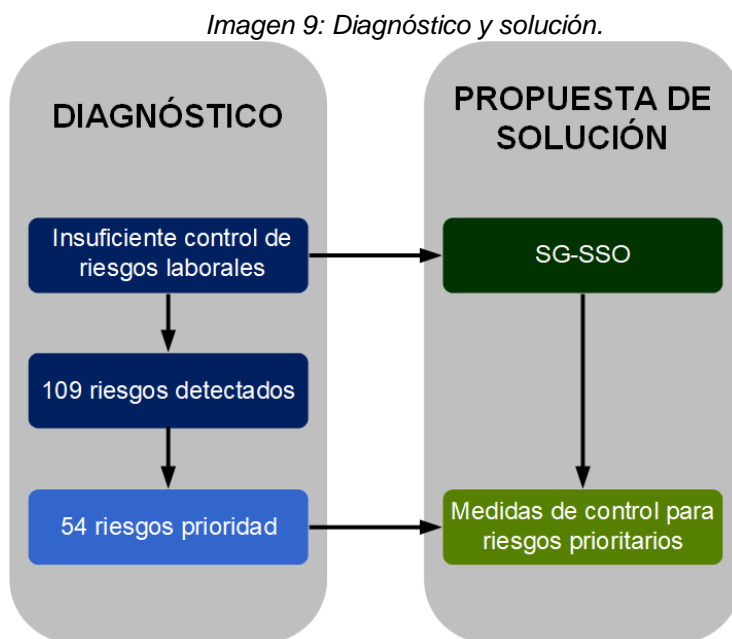 Imagen 9: Diagnóstico y solución.
DIAGNÓSTICO
Insuficiente control de
riesgos laborales
109 riesgos detectados
54 riesgos prioridad
PROPUESTA DE
SOLUCIÓN
SG-SSO
Medidas de control para
riesgos prioritarios